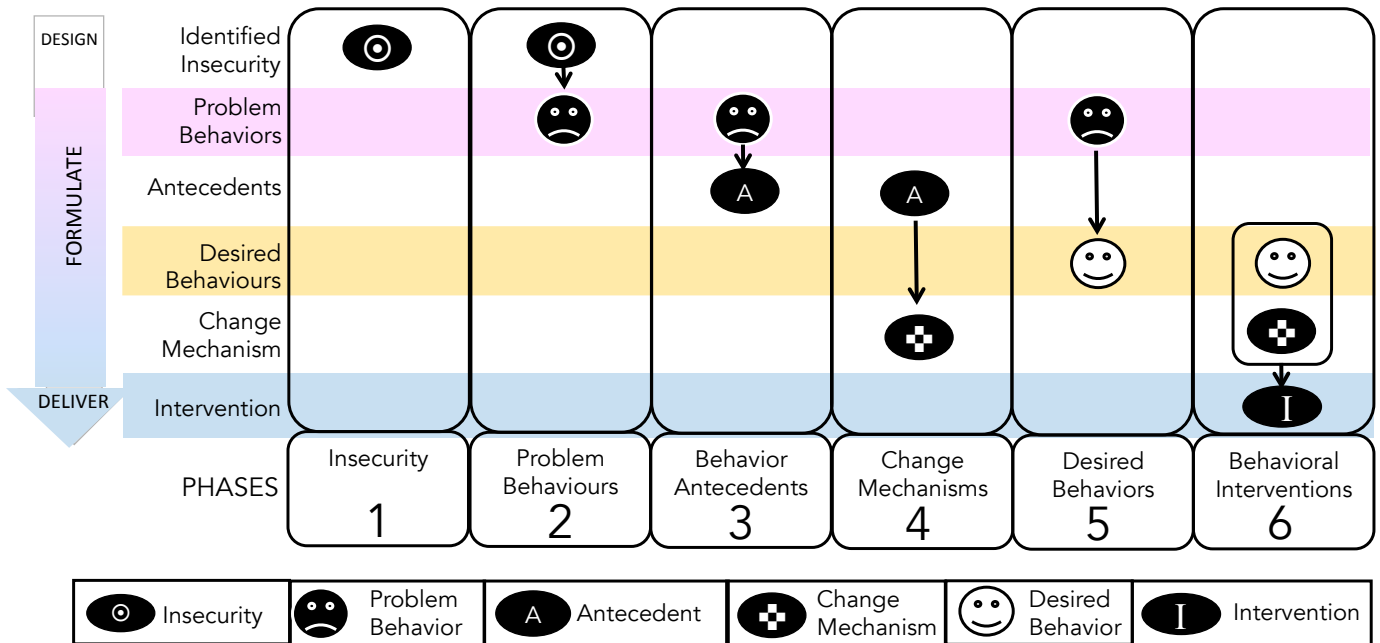 DESIGN
FORMULATE
DELIVER
Identified
Insecurity
Problem
Behaviors
Antecedents
A
A
Desired
Behaviours
Change
Mechanism
Intervention
I
PHASES
Insecurity
1
Problem
Behaviours
2
Behavior
Antecedents
3
Change
Mechanisms
4
Desired
Behaviors
5
Behavioral
Interventions
6
Insecurity
Problem
Behavior
A
Antecedent
Change
Mechanism
Desired
Behavior
I
Intervention